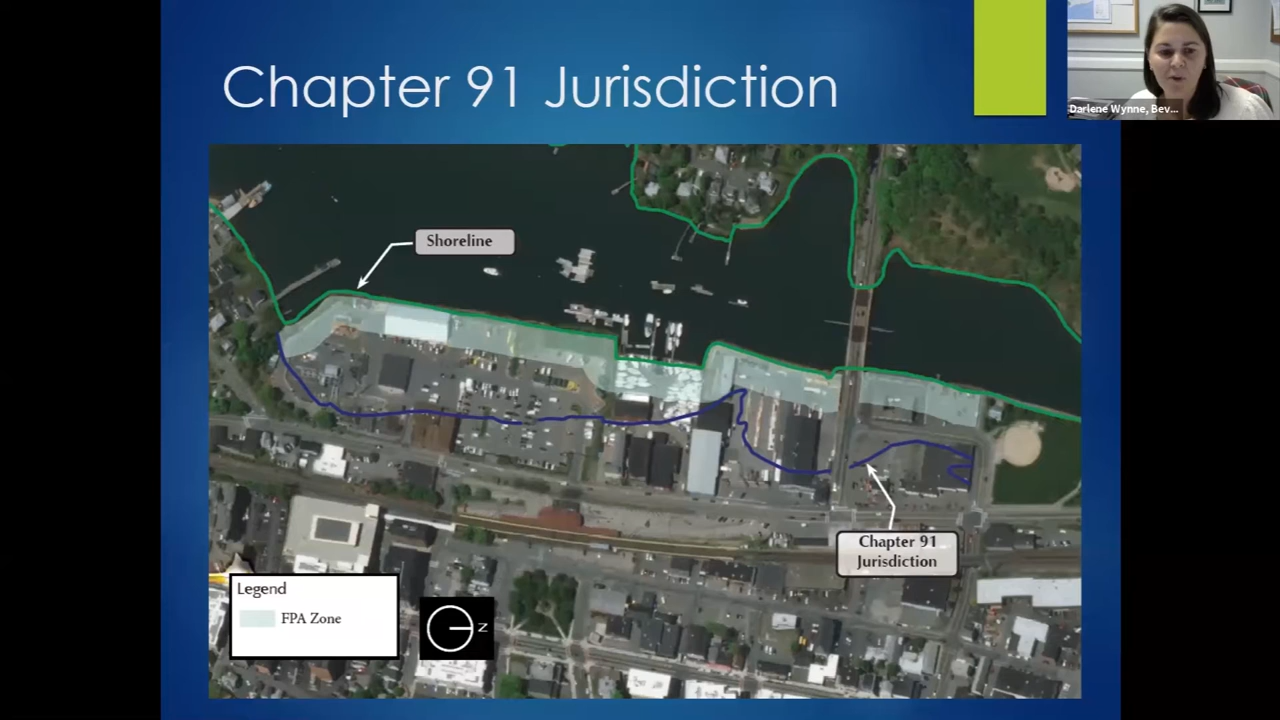 Chapter 91 Jurisdiction
Darlene Wynne, Bev...
Shoreline
Chapter 91
Jurisdiction
Legend
FPA Zone
N